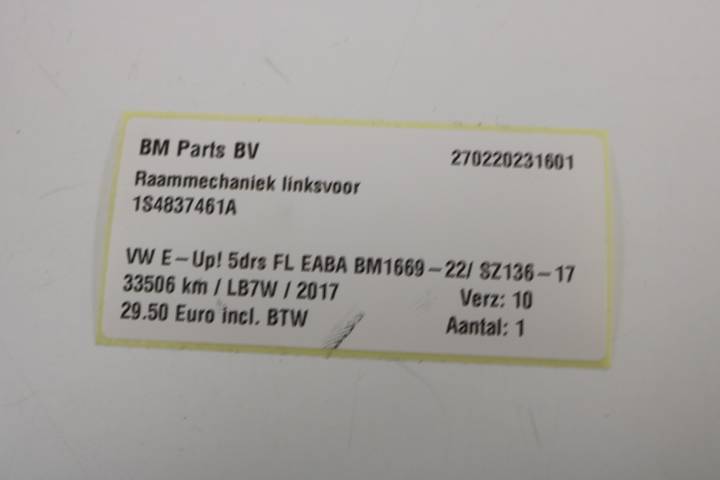 BM Parts BV 270220231601
Raammechaniek linksvoor
1S4837461A
VW E-Up! 5drs FL EABA BM1669-22/ SZ136-17
33506 km / LB7W / 2017 Verz: 10
29.50 Euro incl. BTW Aantal: 1